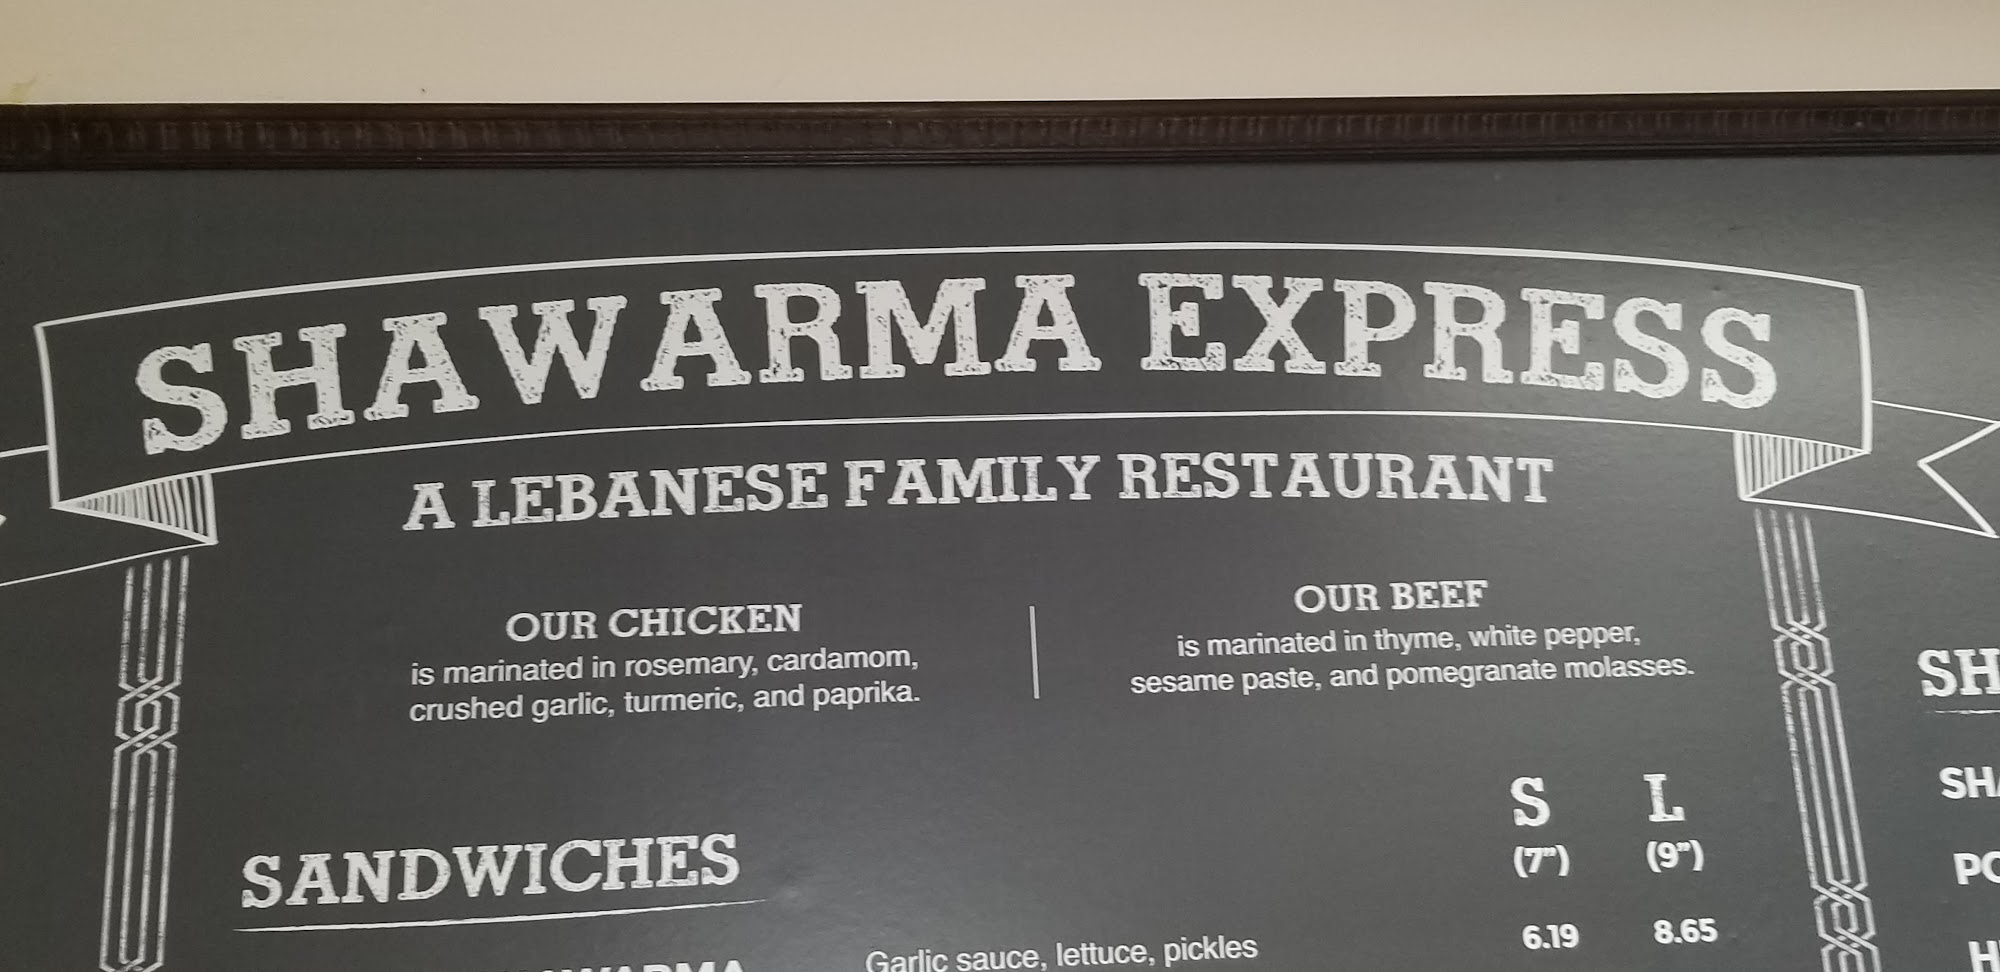 SHAWARMA EXPRESS
A LEBANESE FAMILY RESTAURANT
OUR CHICKEN
is marinated in rosemary, cardamom,
crushed garlic, turmeric, and paprika.
OUR BEEF
is marinated in thyme, white pepper,
sesame paste, and pomegranate molasses.
SANDWICHES
S L
(7") (9")
Garlic sauce, lettuce, pickles 6.19 8.65